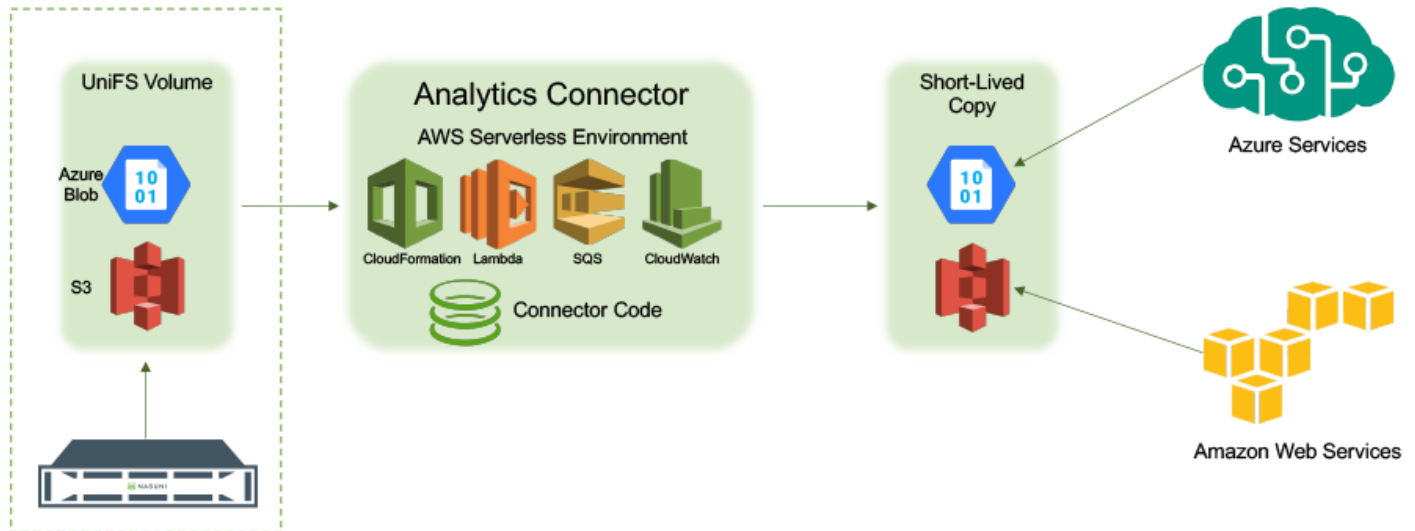 UniFS Volume
Azure
Blob
10
01
S3
NASUNI
Analytics Connector
AWS Serverless Environment
CloudFormation
Lambda
SQS
CloudWatch
Connector Code
Short-Lived
Copy
10
01
Azure Services
Amazon Web Services